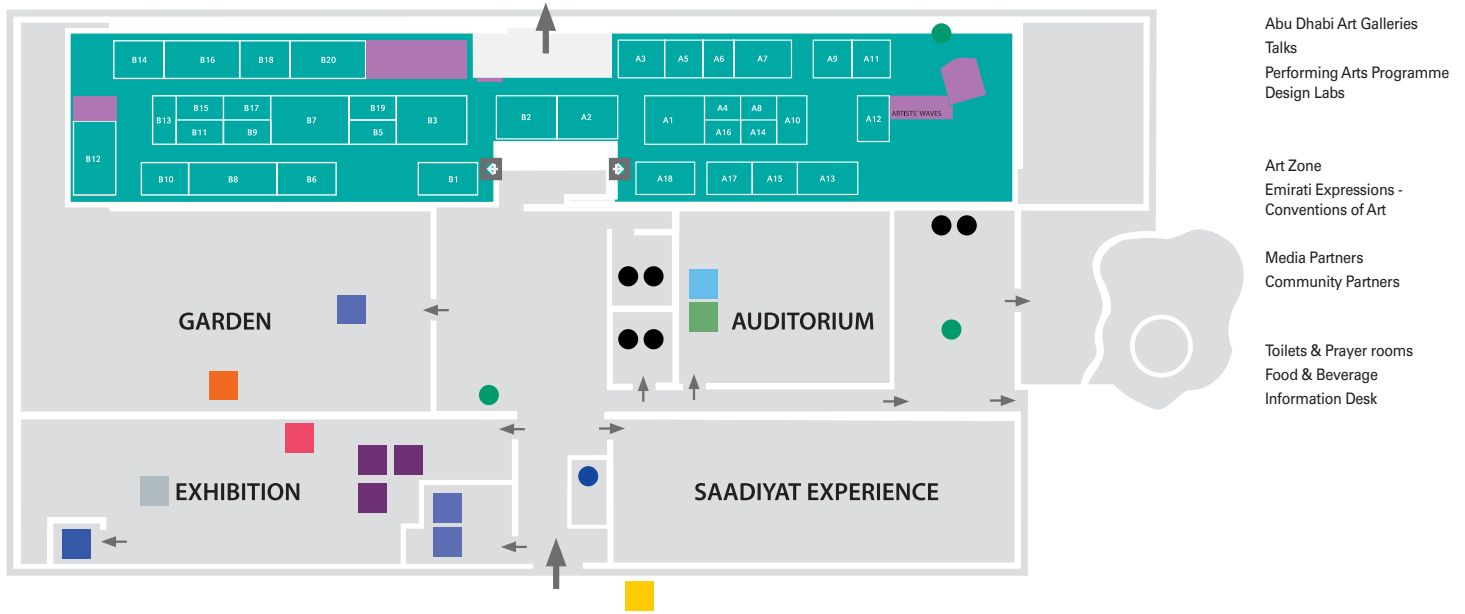 B14 B16 B18 B20 A3 A5 A6 A7 A9 A11
B15 B17 B19 A4 A8
B13 B7 B3 B2 A2 A1 A10 A12 ARTISTS' WAVES
B11 B9 B5 A16 A14
B12
B10 B8 B6 B1 A18 A17 A15 A13
GARDEN
AUDITORIUM
EXHIBITION
SAADIYAT EXPERIENCE
Abu Dhabi Art Galleries
Talks
Performing Arts Programme
Design Labs
Art Zone
Emirati Expressions -
Conventions of Art
Media Partners
Community Partners
Toilets & Prayer rooms
Food & Beverage
Information Desk